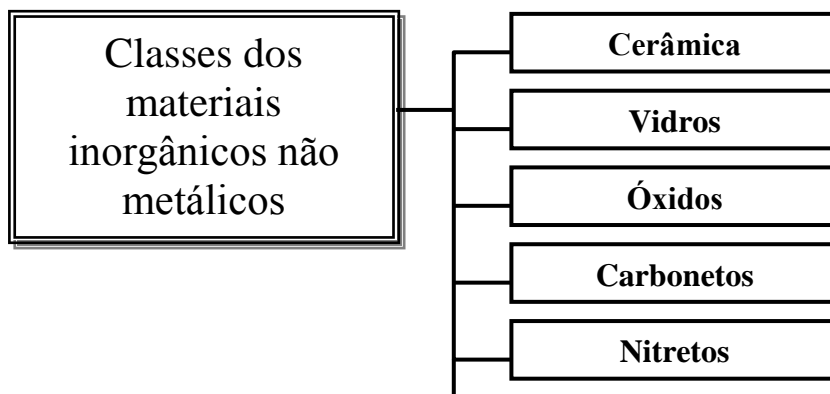 Classes dos
materiais
inorgânicos não
metálicos
Cerâmica
Vidros
Óxidos
Carbonetos
Nitretos